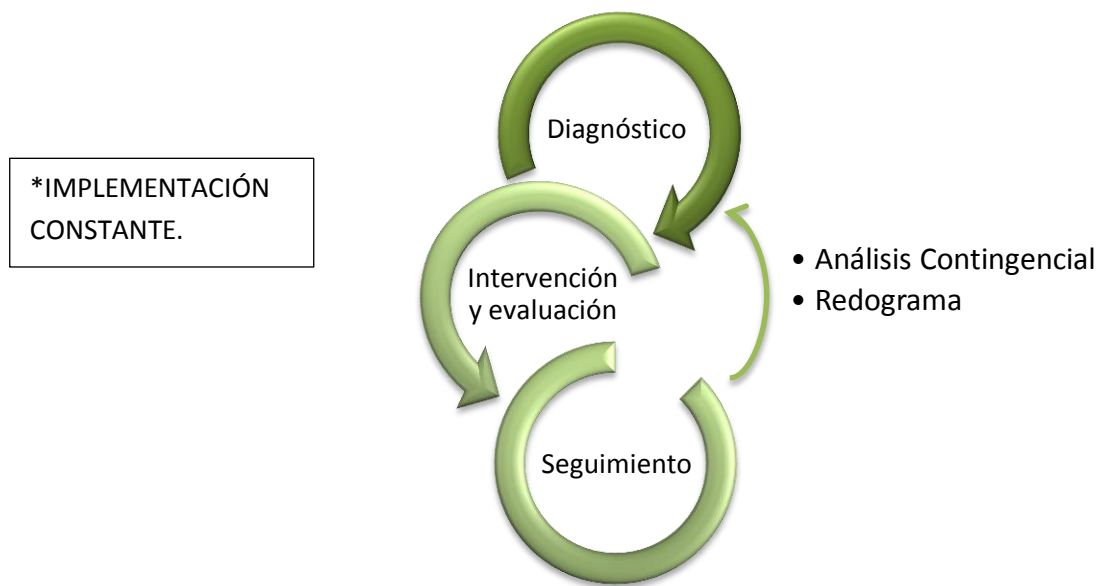 Diagnóstico
*IMPLEMENTACIÓN
CONSTANTE.
Intervención
y evaluación
• Análisis Contingencial
• Redograma
Seguimiento